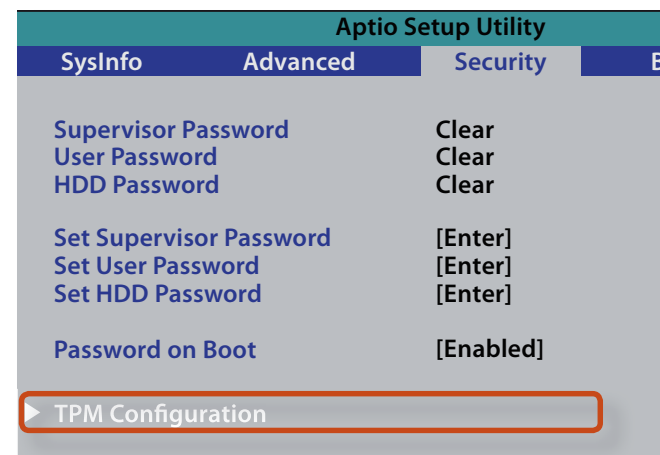 Aptio Setup Utility
SysInfo Advanced Security B
Supervisor Password Clear
User Password Clear
HDD Password Clear
Set Supervisor Password [Enter]
Set User Password [Enter]
Set HDD Password [Enter]
Password on Boot [Enabled]
TPM Configuration